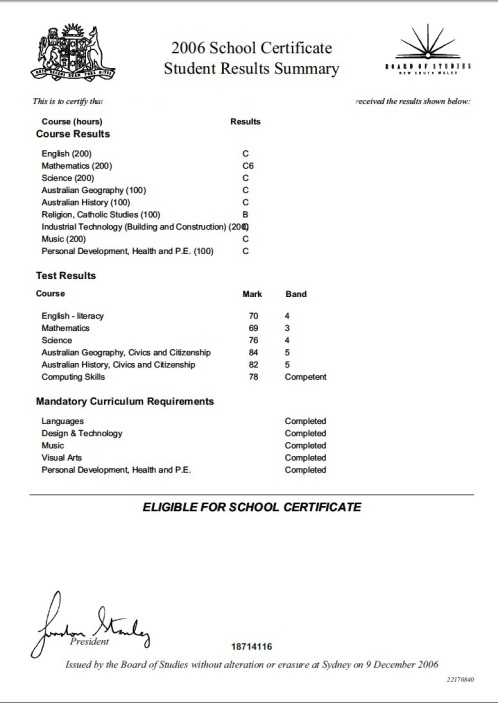 2006 School Certificate
Student Results Summary
BOARD OF STUDIES
NEW SOUTH WALES
This is to certify that received the results shown below:
Course (hours) Results
Course Results
English (200) C
Mathematics (200) C6
Science (200) C
Australian Geography (100) C
Australian History (100) C
Religion, Catholic Studies (100) B
Industrial Technology (Building and Construction) (200)
Music (200) C
Personal Development, Health and P.E. (100) C
Test Results
Course Mark Band
English - literacy 70 4
Mathematics 69 3
Science 76 4
Australian Geography, Civics and Citizenship 84 5
Australian History, Civics and Citizenship 82 5
Computing Skills 78 Competent
Mandatory Curriculum Requirements
Languages Completed
Design & Technology Completed
Music Completed
Visual Arts Completed
Personal Development, Health and P.E. Completed
ELIGIBLE FOR SCHOOL CERTIFICATE
Gordon Stanley
President
18714116
Issued by the Board of Studies without alteration or erasure at Sydney on 9 December 2006
22170840